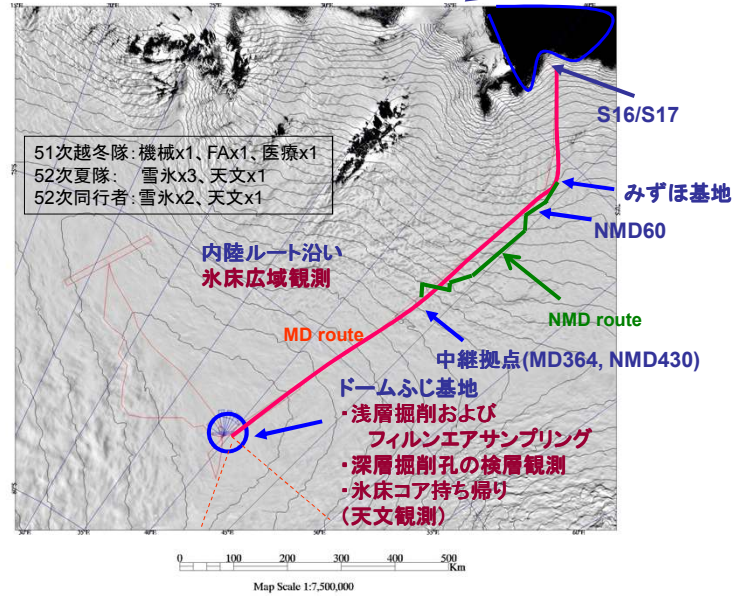 S16/S17
51次越冬隊:機械x1、FAx1、医療x1
52次夏隊: 雪氷x3、天文x1
52次同行者:雪氷x2、天文x1
みずほ基地
NMD60
内陸ルート沿い
氷床広域観測
NMD route
MD route
中継拠点(MD364, NMD430)
ドームふじ基地
・浅層掘削および
フィルンエアサンプリング
・深層掘削孔の検層観測
・氷床コア持ち帰り
(天文観測)
0 100 200 300 400 500
Km
Map Scale 1:7,500,000